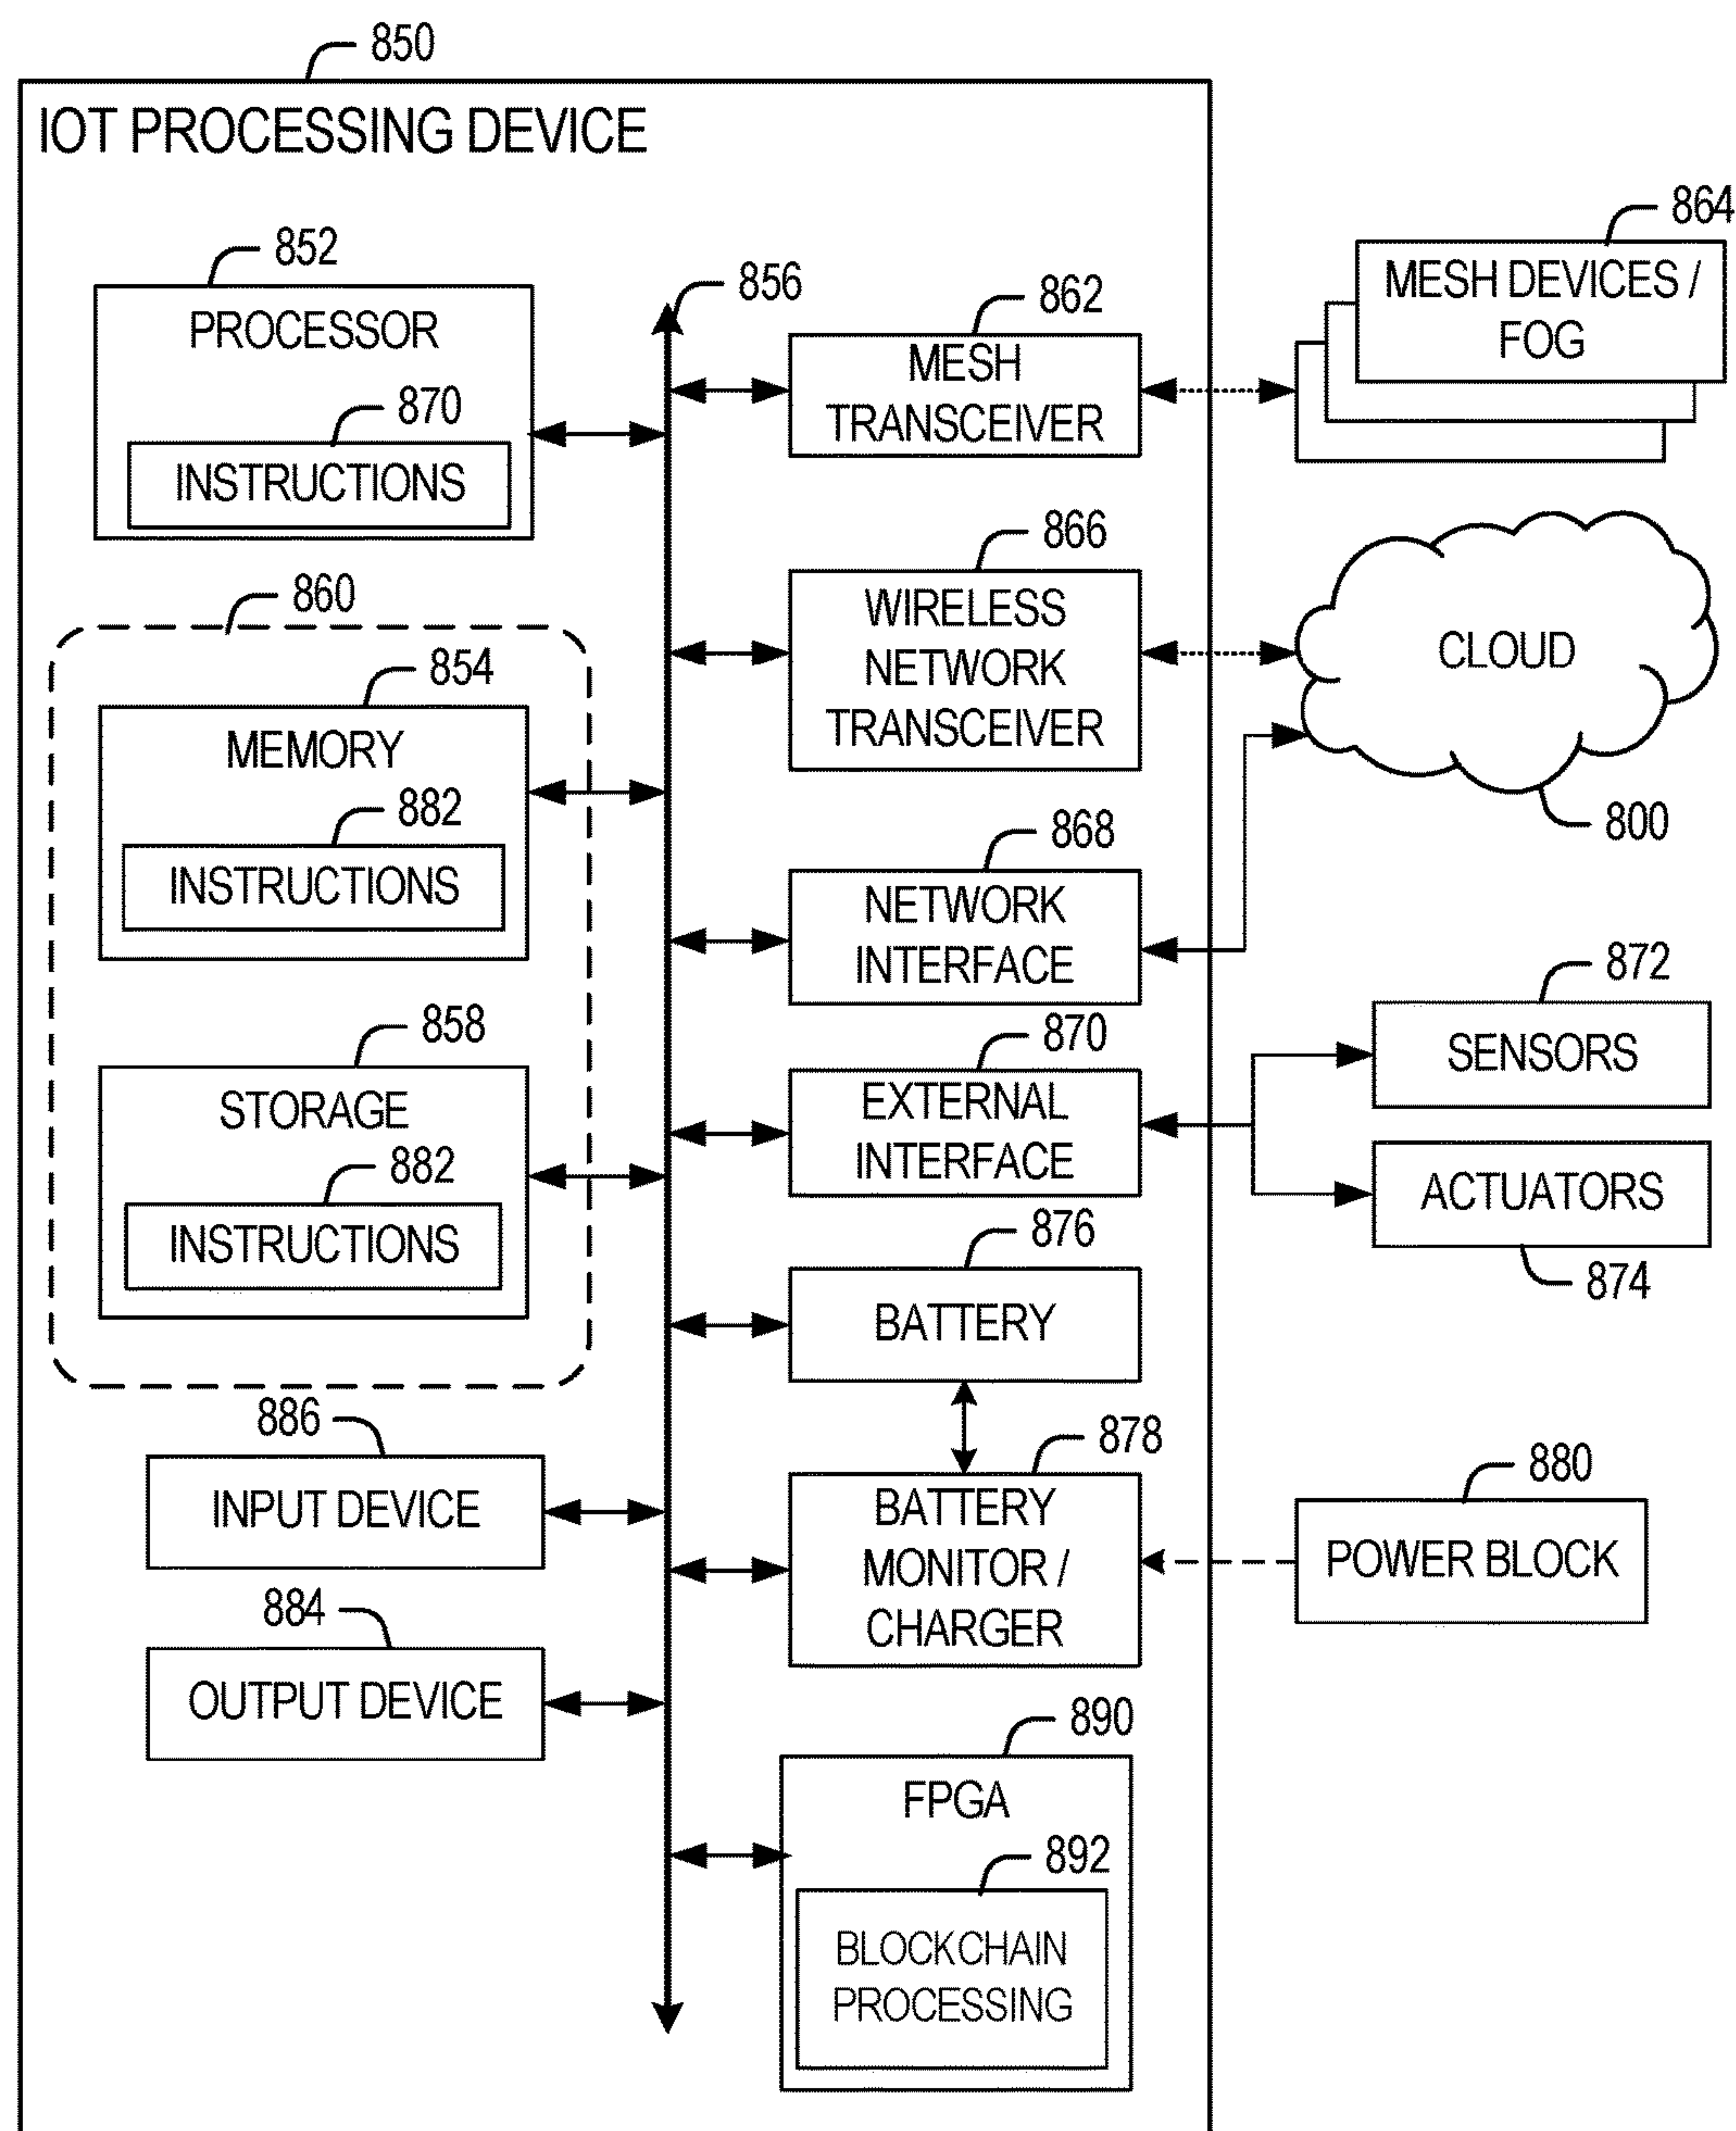 850
IOT PROCESSING DEVICE
852
PROCESSOR
870
INSTRUCTIONS
860
854
MEMORY
882
INSTRUCTIONS
858
STORAGE
882
INSTRUCTIONS
886
INPUT DEVICE
884
OUTPUT DEVICE
856
862
MESH
TRANSCEIVER
866
WIRELESS
NETWORK
TRANSCEIVER
868
NETWORK
INTERFACE
870
EXTERNAL
INTERFACE
876
BATTERY
878
BATTERY
MONITOR /
CHARGER
890
FPGA
892
BLOCKCHAIN
PROCESSING
864
MESH DEVICES /
FOG
CLOUD
800
872
SENSORS
ACTUATORS
874
880
POWER BLOCK